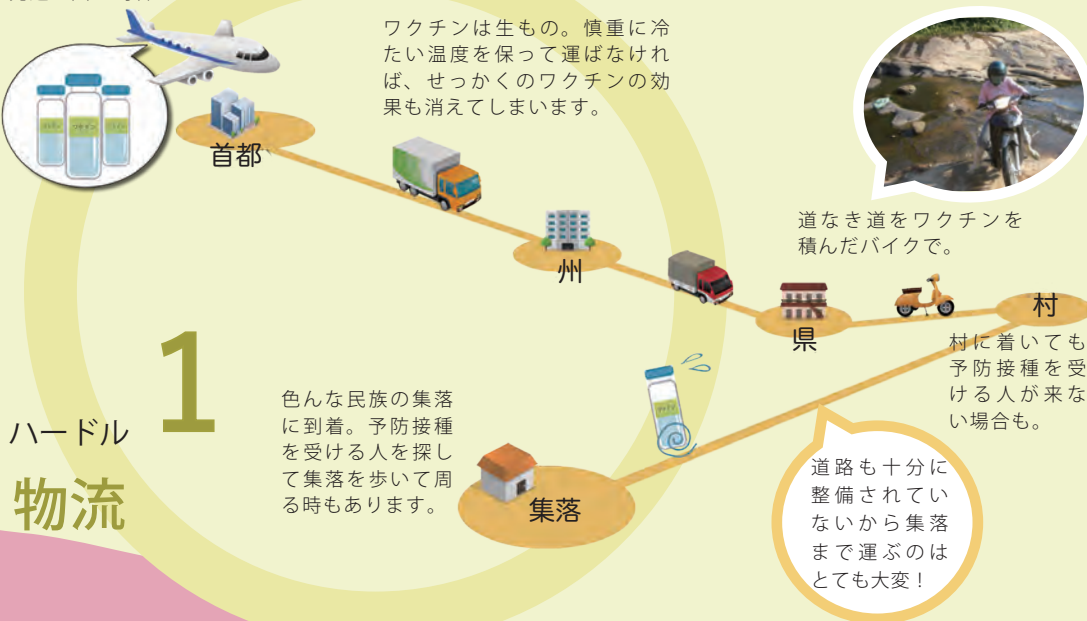 ワクチンは生もの。慎重に冷
たい温度を保って運ばなけれ
ば、せっかくのワクチンの効
果も消えてしまいます。
首都
道なき道をワクチンを
積んだバイクで。
州
県
村
村に着いても
予防接種を受
ける人が来な
い場合も。
1
ハードル
物流
色んな民族の集落
に到着。予防接種
を受ける人を探し
て集落を歩いて周
る時もあります。
集落
道路も十分に
整備されてい
ないから集落
まで運ぶのは
とても大変！
ワクチン